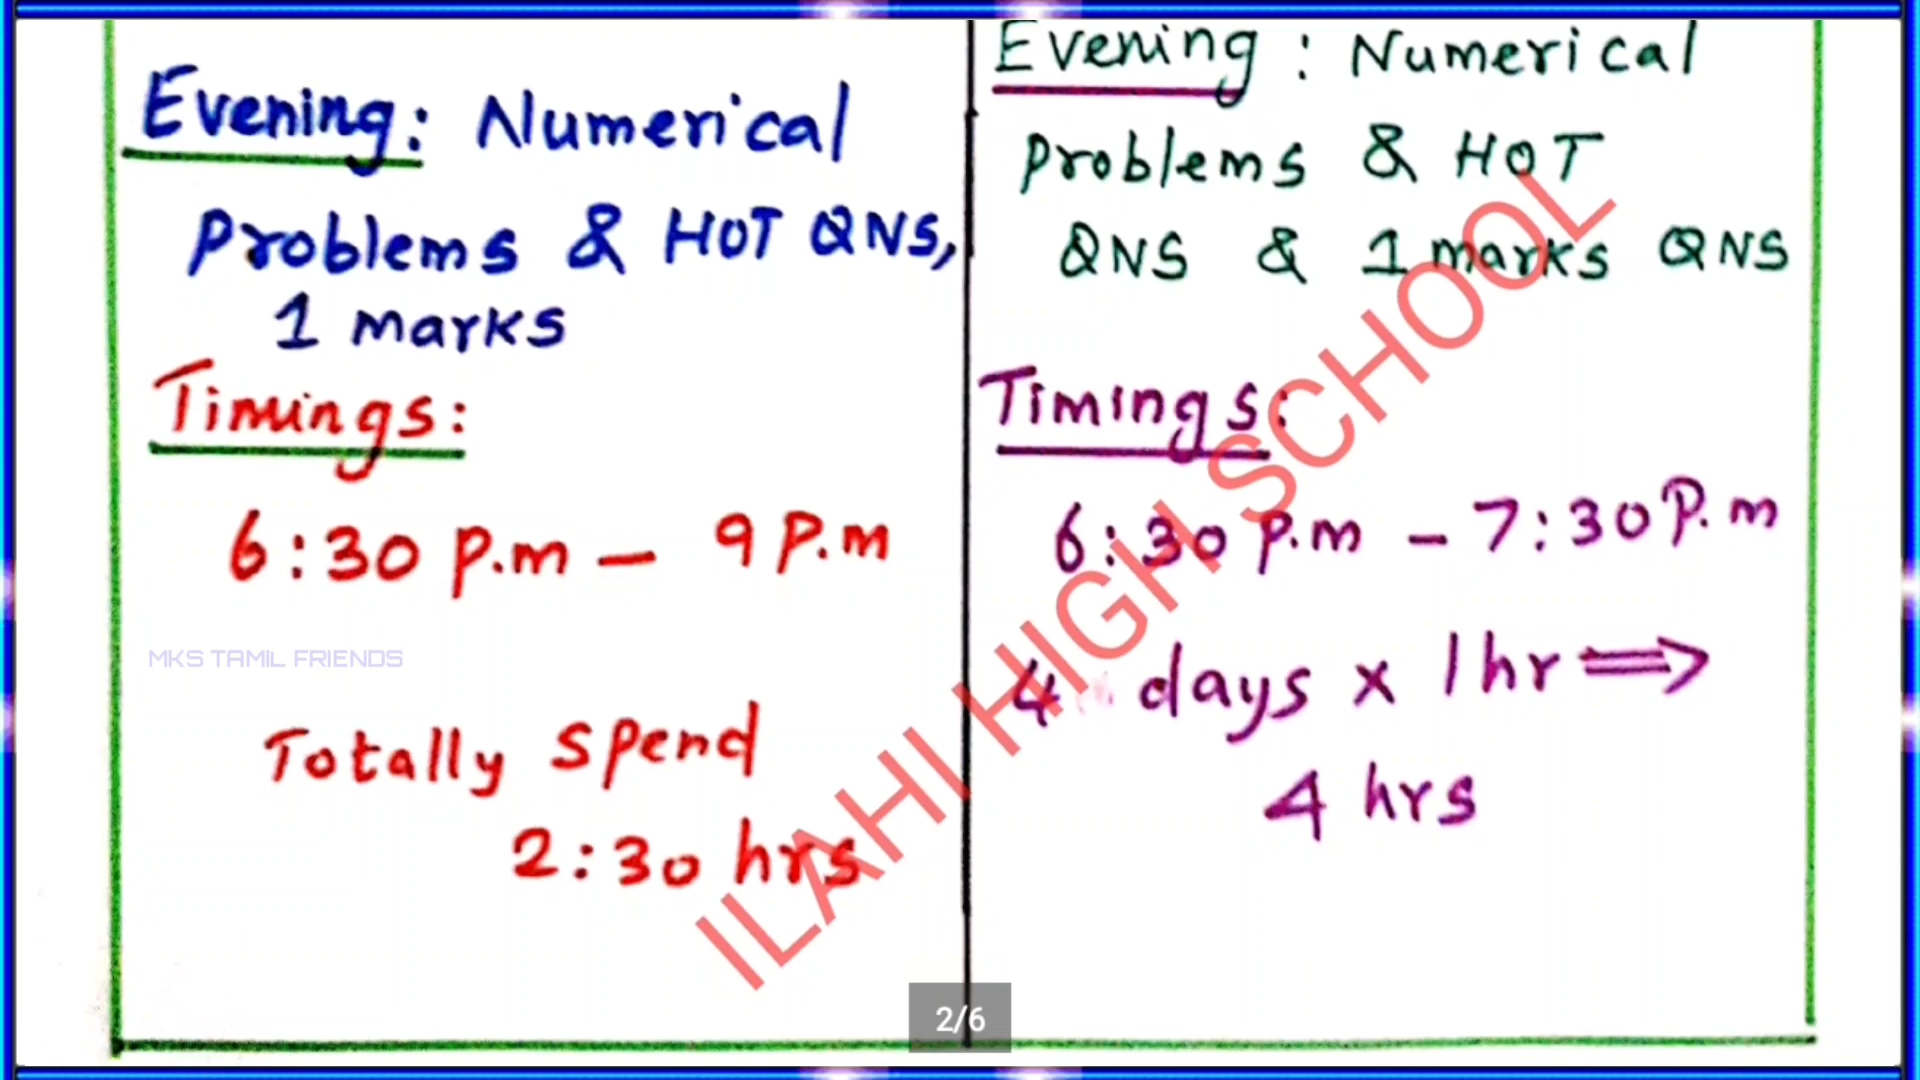 Evening: Numerical
Problems & HOT QNS,
1 marks
Timings:
6:30 P.m – 9 P.m
MKS TAMIL FRIENDS
Totally spend
2:30 hrs
Evening : Numerical
Problems & HOT
QNS & 1 marks QNS
Timings:
6:30 P.m – 7:30 P.m
4 days x 1 hr ⇒
4 hrs
ILAHI HIGH SCHOOL
2/6